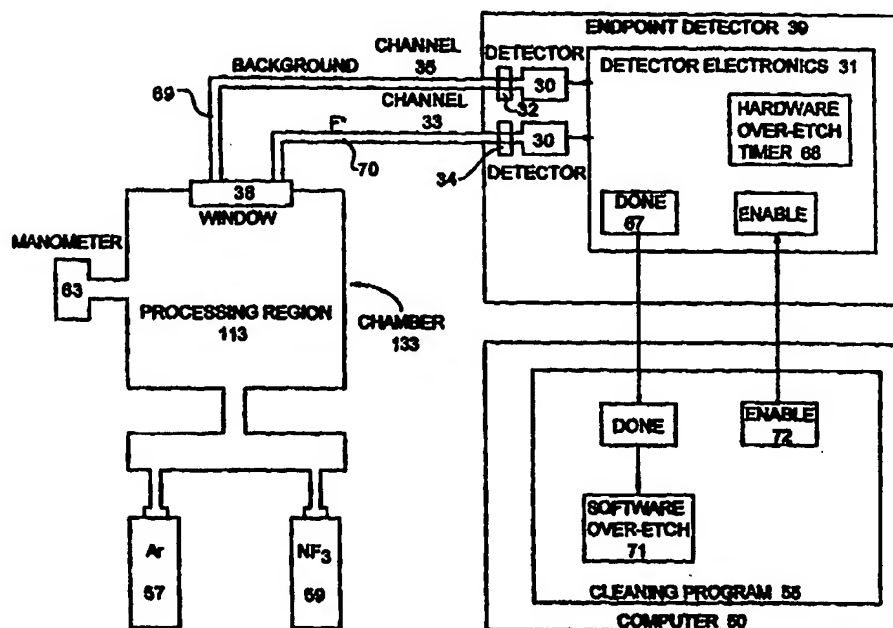 ENDPOINT DETECTOR 39
CHANNEL
35
BACKGROUND
DETECTOR
30
32
DETECTOR ELECTRONICS 31
69
CHANNEL
33
F*
70
30
34
DETECTOR
HARDWARE
OVER-ETCH
TIMER 68
38
WINDOW
DONE
67
ENABLE
MANOMETER
63
PROCESSING REGION
113
CHAMBER
133
DONE
ENABLE
72
SOFTWARE
OVER-ETCH
71
Ar
57
NF3
59
CLEANING PROGRAM 55
COMPUTER 50